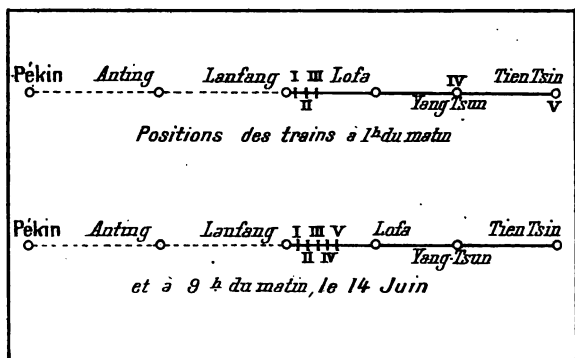 Pékin Anting Lanfang I III Lofa IV Tien Tsin
II Yang Tsun V
Positions des trains à 1h du matin
Pékin Anting Lanfang I III V Lofa Tien Tsin
II IV Yang-Tsun
et à 9 h du matin, le 14 Juin